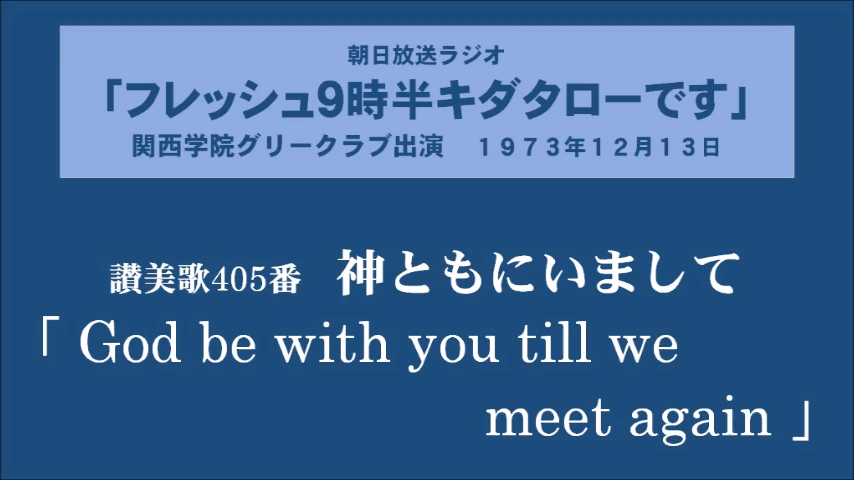 朝日放送ラジオ
「フレッシュ9時半キダタローです」
関西学院グリークラブ出演　１９７３年１２月１３日
讃美歌405番　神ともにいまして
「 God be with you till we
meet again 」